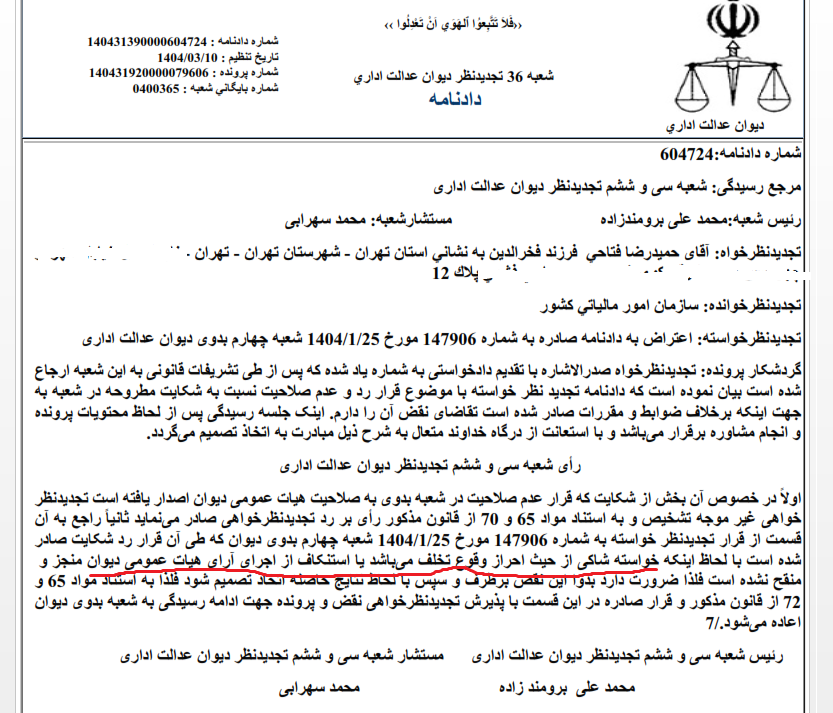 ‹‹فَلَا تَتَّبِعُوا اَلْهَوَيٰ اَنْ تَعْدِلُوا ››
شماره دادنامه : 140431390000604724
تاریخ تنظیم : 1404/03/10
شماره پرونده : 140431920000079606
شماره بایگاني شعبه : 0400365
شعبه 36 تجدیدنظر دیوان عدالت اداري
دادنامه
دیوان عدالت اداري
شماره دادنامه:604724
مرجع رسیدگی: شعبه سی و ششم تجدیدنظر دیوان عدالت اداری
رئیس شعبه:محمد علی برومندزاده مستشارشعبه: محمد سهرابی
تجدیدنظرخواه: آقای حمیدرضا فتاحي فرزند فخرالدین به نشاني استان تهران - شهرستان تهران - تهران -
پلاك 12
تجدیدنظرخوانده: سازمان امور مالیاتي کشور
تجدیدنظرخواسته: اعتراض به دادنامه صادره به شماره 147906 مورخ 1404/1/25 شعبه چهارم بدوی دیوان عدالت اداری
گردشکار پرونده: تجدیدنظرخواه صدرالاشاره با تقدیم دادخواستی به شماره یاد شده که پس از طی تشریفات قانونی به این شعبه ارجاع
شده است بیان نموده است که دادنامه تجدید نظر خواسته با موضوع قرار رد و عدم صلاحیت نسبت به شکایت مطروحه در شعبه به
جهت اینکه برخلاف ضوابط و مقررات صادر شده است تقاضای نقض آن را دارم. اینک جلسه رسیدگی پس از لحاظ محتویات پرونده
و انجام مشاوره برقرار می‌باشد و با استعانت از درگاه خداوند متعال به شرح ذیل مبادرت به اتخاذ تصمیم می‌گردد.
رأی شعبه سی و ششم تجدیدنظر دیوان عدالت اداری
اولاً در خصوص آن بخش از شکایت که قرار عدم صلاحیت در شعبه بدوی به صلاحیت هیات عمومی دیوان اصدار یافته است تجدیدنظر
خواهی غیر موجه تشخیص و به استناد مواد 65 و 70 از قانون مذکور رأی بر رد تجدیدنظرخواهی صادر می‌نماید ثانیاً راجع به آن
قسمت از قرار تجدیدنظر خواسته به شماره 147906 مورخ 1404/1/25 شعبه چهارم بدوی دیوان که طی آن قرار رد شکایت صادر
شده است با لحاظ اینکه خواسته شاکی از حیث احراز وقوع تخلف می‌باشد یا استنکاف از اجرای آرای هیات عمومی دیوان منجز و
منقح نشده است فلذا ضرورت دارد بدواً این نقص برطرف و سپس با لحاظ نتایج حاصله اتخاذ تصمیم شود فلذا به استناد مواد 65 و
72 از قانون مذکور و قرار صادره در این قسمت با پذیرش تجدیدنظرخواهی نقض و پرونده جهت ادامه رسیدگی به شعبه بدوی دیوان
اعاده می‌شود./7
رئیس شعبه سی و ششم تجدیدنظر دیوان عدالت اداری مستشار شعبه سی و ششم تجدیدنظر دیوان عدالت اداری
محمد علی برومند زاده محمد سهرابی